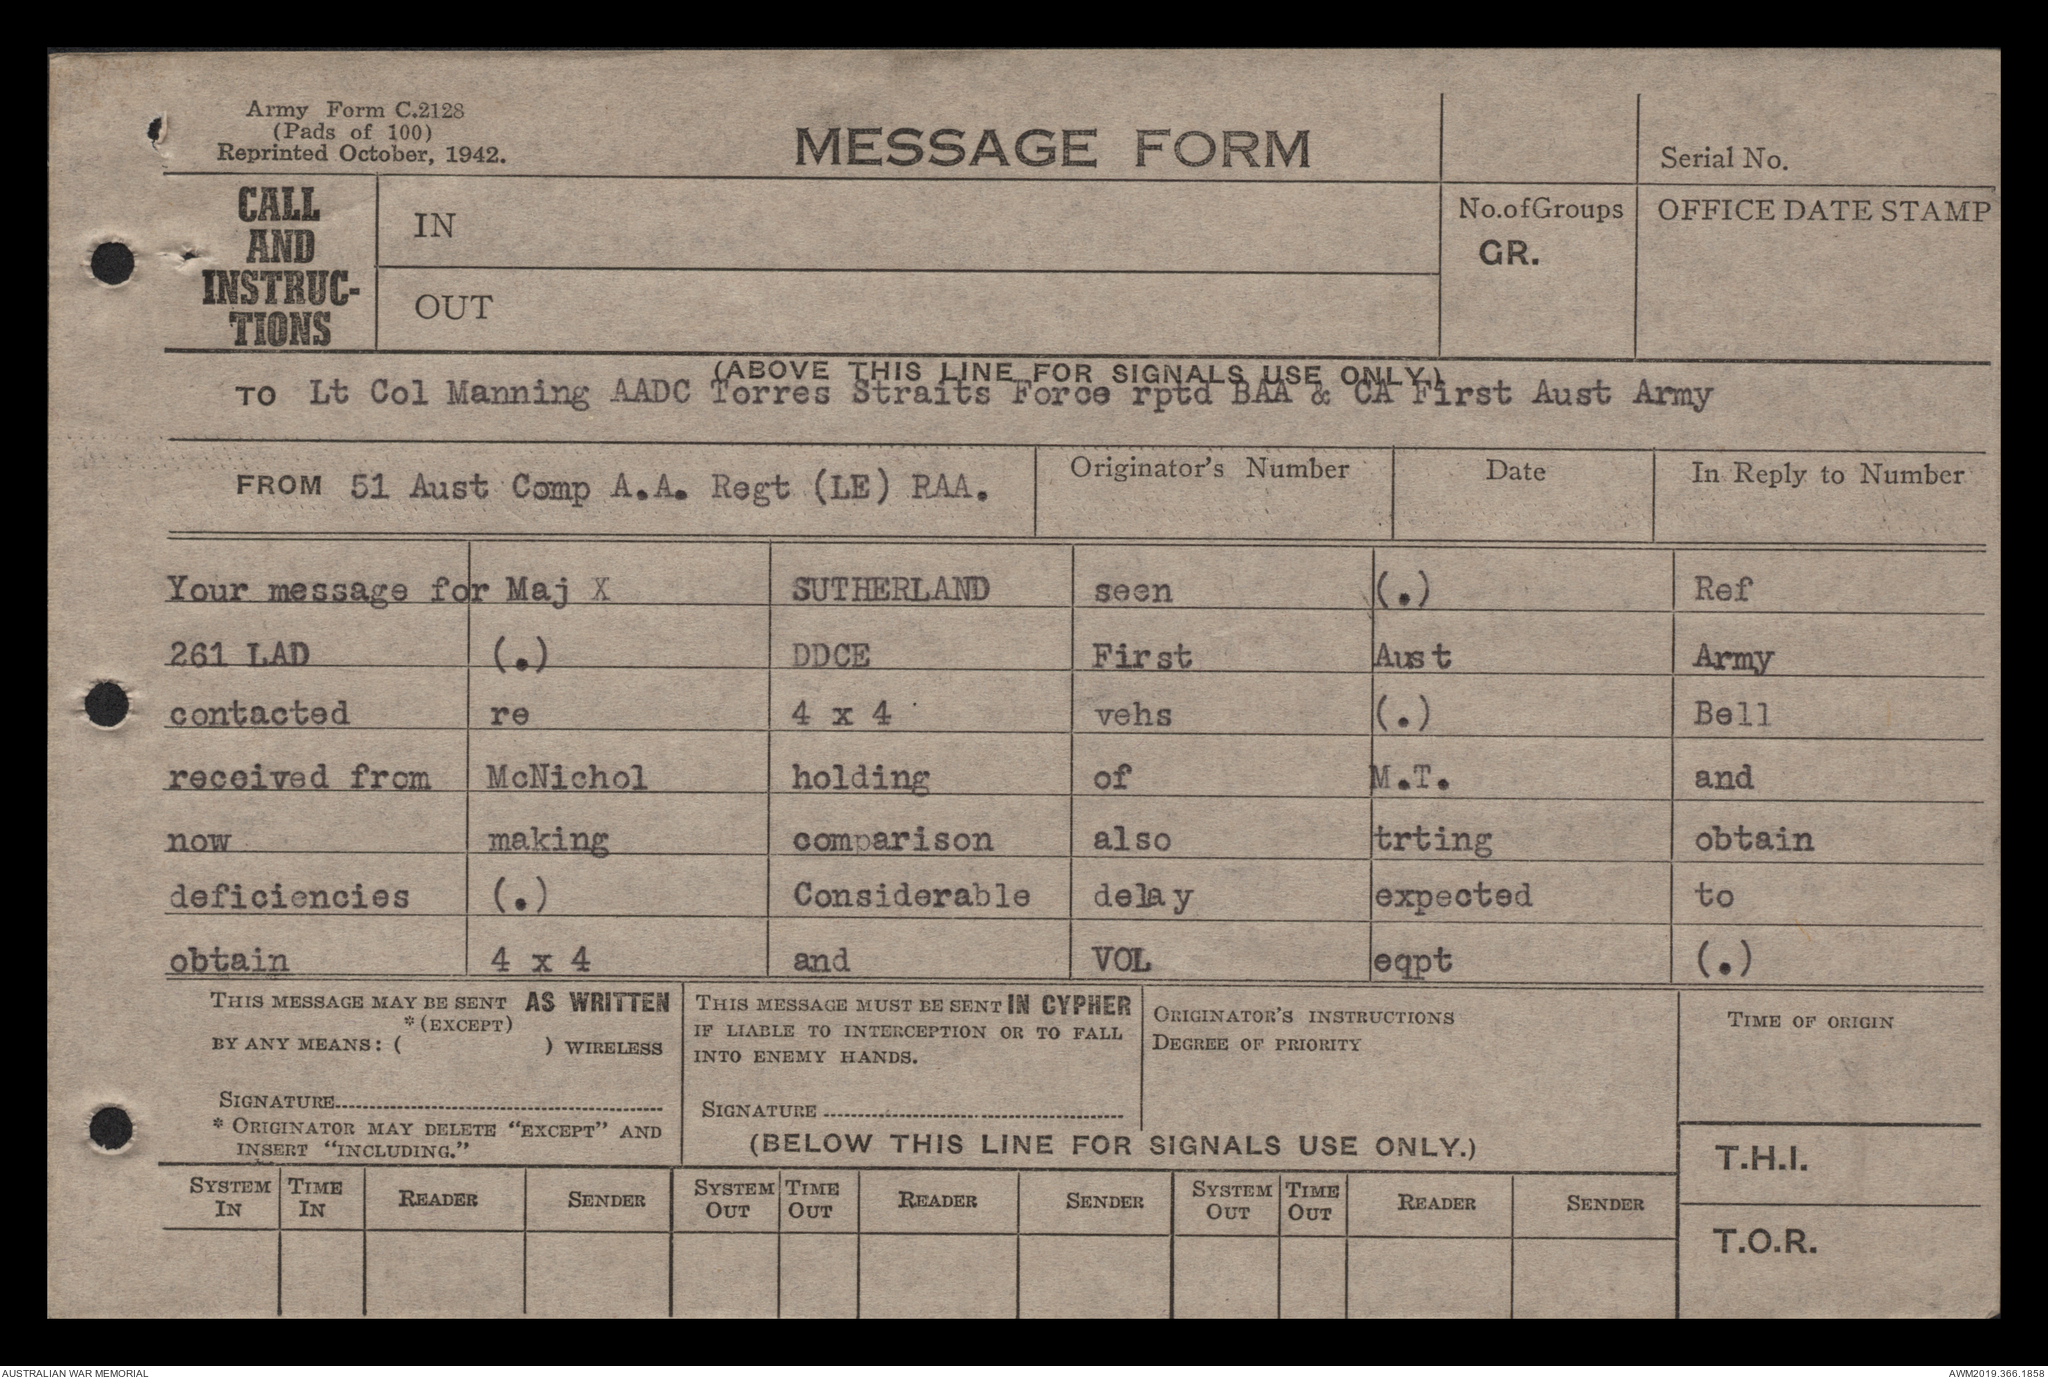 Army Form C.2128
(Pads of 100)
Reprinted October, 1942.
MESSAGE FORM
Serial No.
CALL
AND
INSTRUC-
TIONS
IN
OUT
No.of Groups
GR.
OFFICE DATE STAMP
(ABOVE THIS LINE FOR SIGNALS USE ONLY.)
TO Lt Col Manning AADC Torres Straits Force rptd BAA & CA First Aust Army
FROM 51 Aust Comp A.A. Regt (LE) RAA.
Originator's Number
Date
In Reply to Number
Your message for Maj X SUTHERLAND seen (.) Ref
261 LAD (.) DDCE First Aust Army
contacted re 4 x 4 vehs (.) Bell
received from McNichol holding of M.T. and
now making comparison also trting obtain
deficiencies (.) Considerable delay expected to
obtain 4 x 4 and VOL eqpt (.)
THIS MESSAGE MAY BE SENT AS WRITTEN
*(EXCEPT)
BY ANY MEANS: ( ) WIRELESS
SIGNATURE
* ORIGINATOR MAY DELETE "EXCEPT" AND
INSERT "INCLUDING."
THIS MESSAGE MUST BE SENT IN CYPHER
IF LIABLE TO INTERCEPTION OR TO FALL
INTO ENEMY HANDS.
SIGNATURE
ORIGINATOR'S INSTRUCTIONS
DEGREE OF PRIORITY
TIME OF ORIGIN
(BELOW THIS LINE FOR SIGNALS USE ONLY.)
T.H.I.
T.O.R.
SYSTEM IN
TIME IN
READER
SENDER
SYSTEM OUT
TIME OUT
READER
SENDER
SYSTEM OUT
TIME OUT
READER
SENDER
AUSTRALIAN WAR MEMORIAL
AWM2019.366.1858